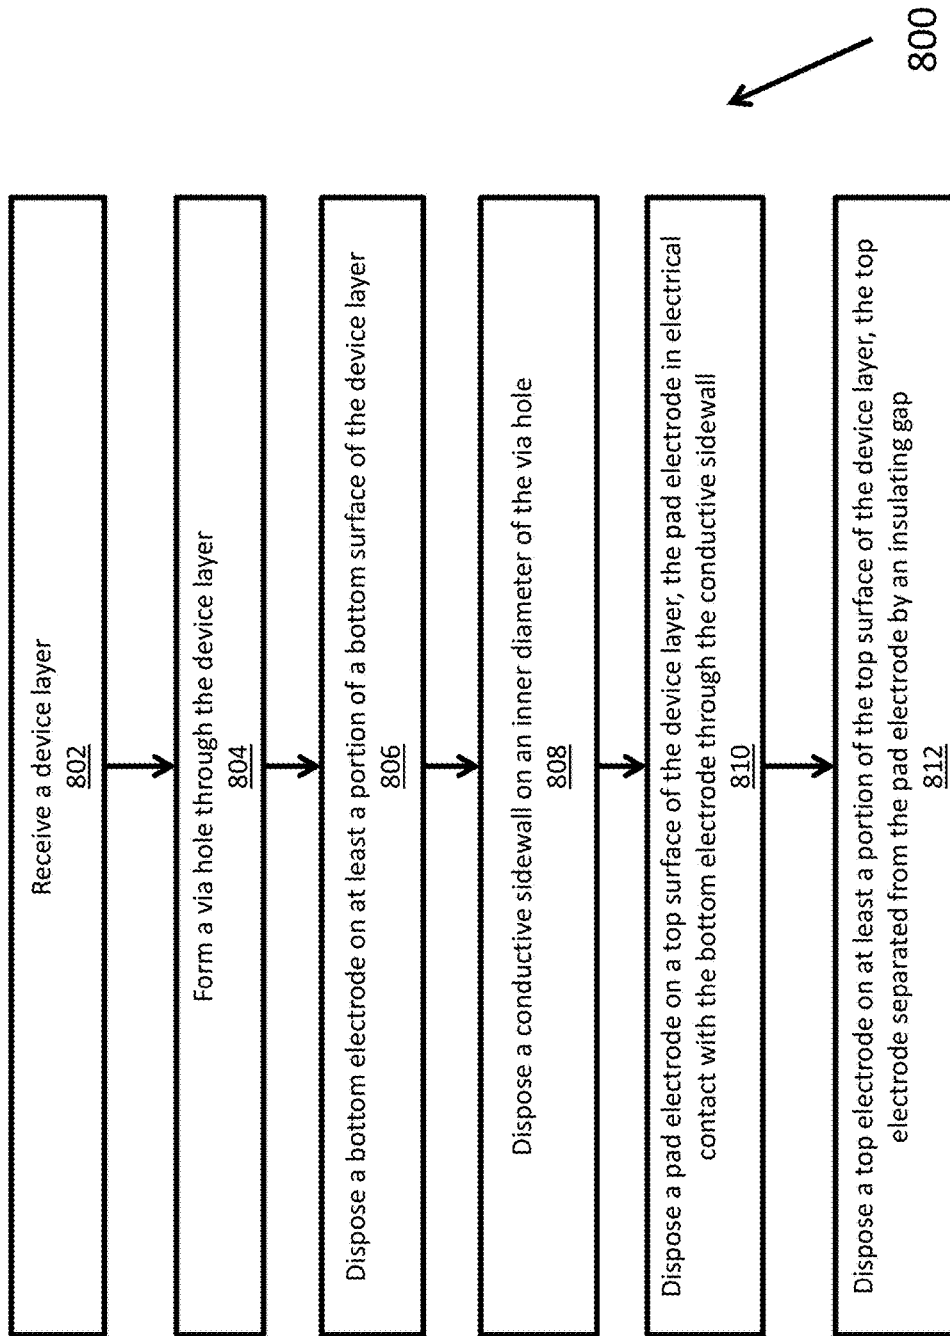 Receive a device layer
802
Form a via hole through the device layer
804
Dispose a bottom electrode on at least a portion of a bottom surface of the device layer
806
Dispose a conductive sidewall on an inner diameter of the via hole
808
Dispose a pad electrode on a top surface of the device layer, the pad electrode in electrical
contact with the bottom electrode through the conductive sidewall
810
Dispose a top electrode on at least a portion of the top surface of the device layer, the top
electrode separated from the pad electrode by an insulating gap
812
800